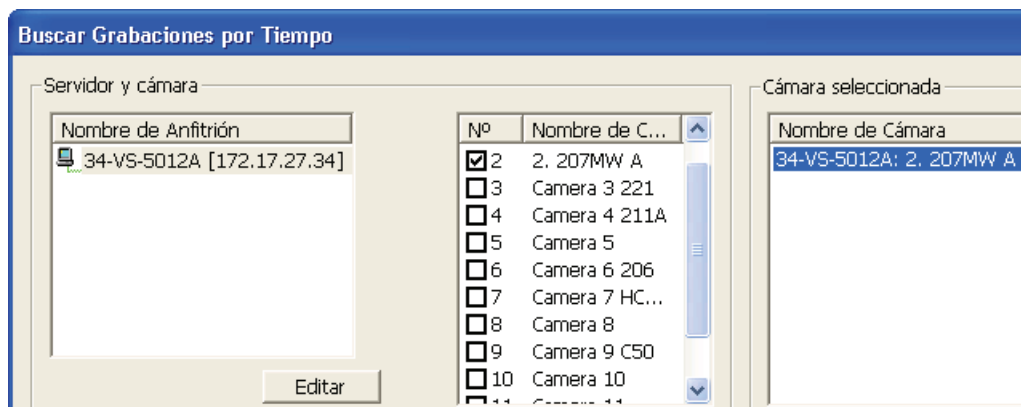 Buscar Grabaciones por Tiempo
Servidor y cámara
Nombre de Anfitrión
34-VS-5012A [172.17.27.34]
Editar
Nº Nombre de C...
2 2. 207MW A
3 Camera 3 221
4 Camera 4 211A
5 Camera 5
6 Camera 6 206
7 Camera 7 HC...
8 Camera 8
9 Camera 9 C50
10 Camera 10
Cámara seleccionada
Nombre de Cámara
34-VS-5012A: 2. 207MW A